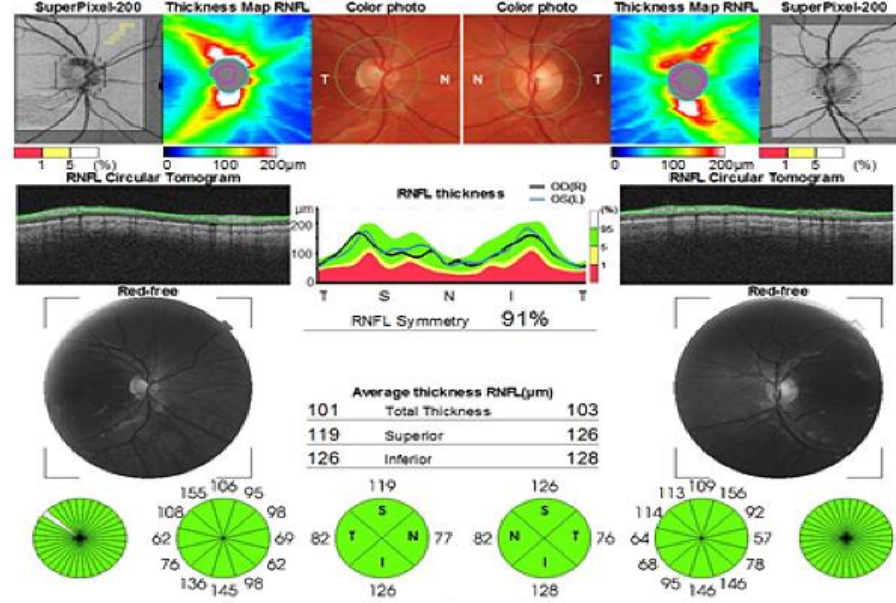 SuperPixel-200 Thickness Map RNFL Color photo Color photo Thickness Map RNFL SuperPixel-200
T N N T
1 5 (%) 0 100 200µm 0 100 200µm 1 5 (%)
RNFL Circular Tomogram RNFL thickness OD(R) RNFL Circular Tomogram
OS(L)
µm (%)
200 95
100 5
0 1
T S N I T
Red-free Red-free
RNFL Symmetry 91%
Average thickness RNFL(µm)
101 Total Thickness 103
119 Superior 126
126 Inferior 128
155 106 95 119 126 113 109 156
108 98 S S 114 92
62 69 82 T N 77 82 N T 76 64 57
76 62 I I 68 78
136 145 98 126 128 95 146 146